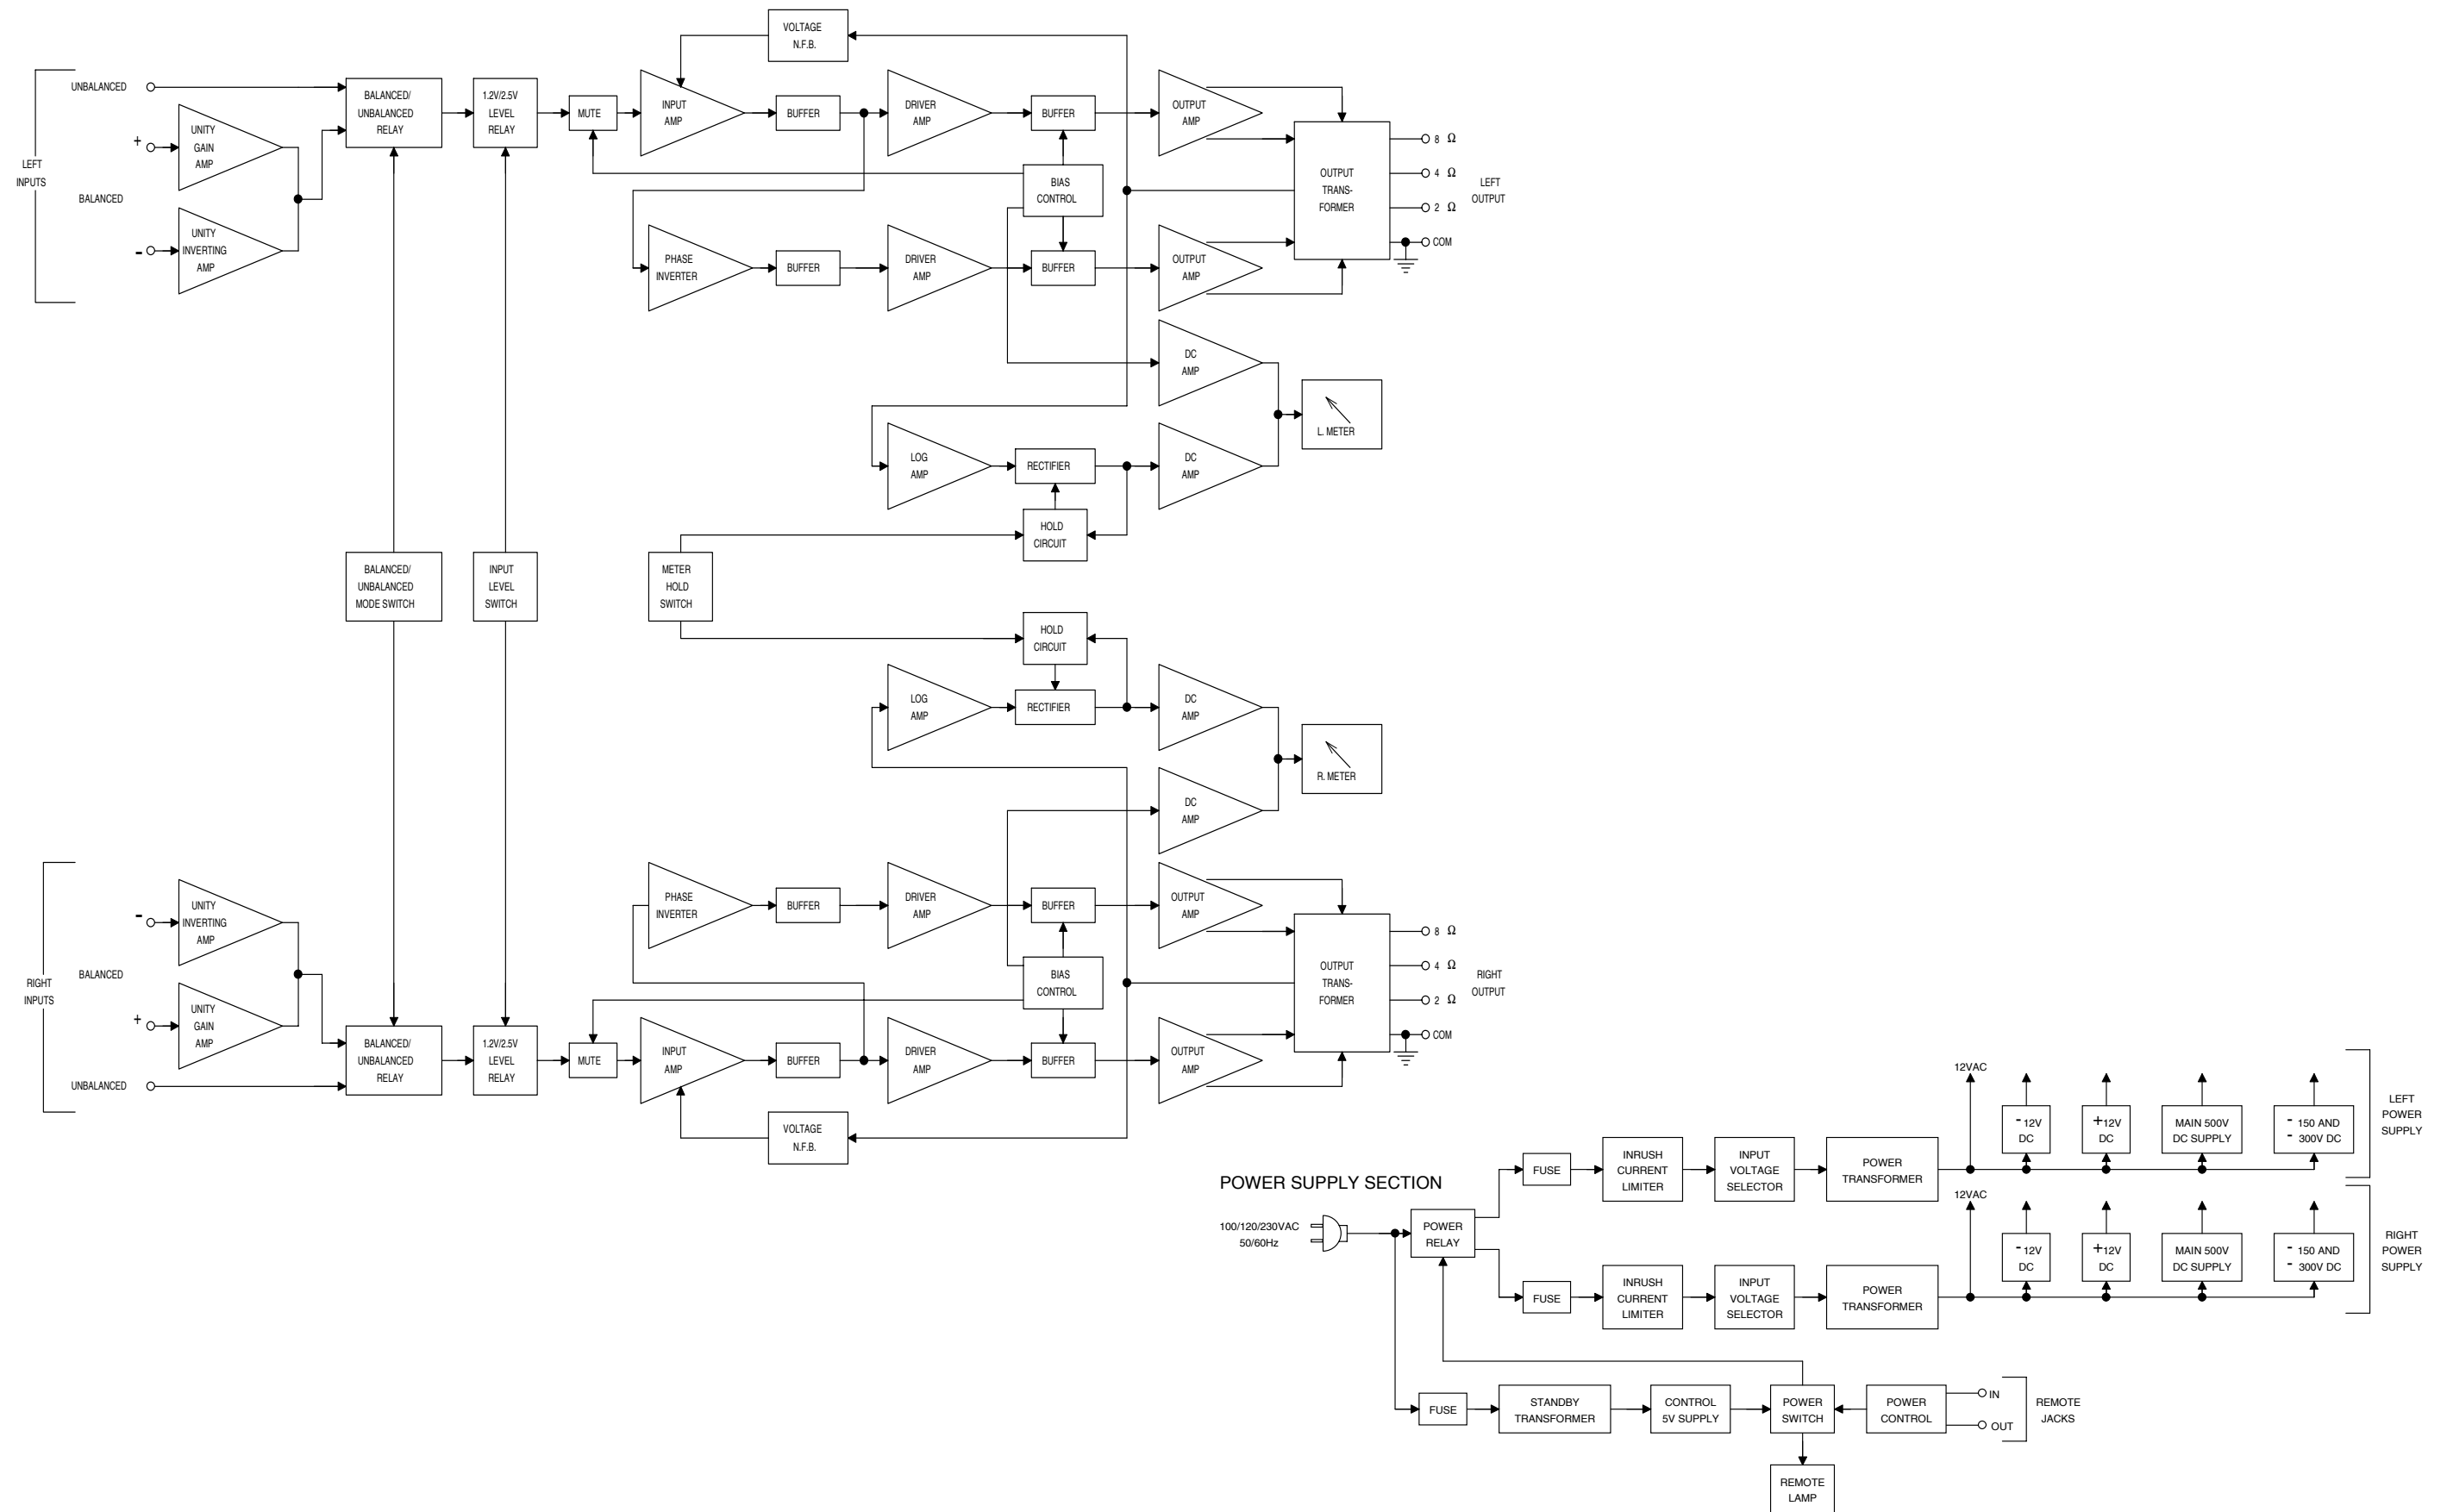 VOLTAGE
N.F.B.
UNBALANCED
+
UNITY
GAIN
AMP
BALANCED/
UNBALANCED
RELAY
1.2V/2.5V
LEVEL
RELAY
MUTE
INPUT
AMP
BUFFER
DRIVER
AMP
BUFFER
OUTPUT
AMP
LEFT
INPUTS
BALANCED
-
UNITY
INVERTING
AMP
BIAS
CONTROL
OUTPUT
TRANS-
FORMER
8 Ω
4 Ω
2 Ω
COM
LEFT
OUTPUT
PHASE
INVERTER
BUFFER
DRIVER
AMP
BUFFER
OUTPUT
AMP
DC
AMP
L. METER
LOG
AMP
RECTIFIER
DC
AMP
HOLD
CIRCUIT
BALANCED/
UNBALANCED
MODE SWITCH
INPUT
LEVEL
SWITCH
METER
HOLD
SWITCH
HOLD
CIRCUIT
LOG
AMP
RECTIFIER
DC
AMP
R. METER
DC
AMP
PHASE
INVERTER
BUFFER
DRIVER
AMP
BUFFER
OUTPUT
AMP
-
UNITY
INVERTING
AMP
RIGHT
INPUTS
BALANCED
+
UNITY
GAIN
AMP
UNBALANCED
BIAS
CONTROL
OUTPUT
TRANS-
FORMER
8 Ω
4 Ω
2 Ω
COM
RIGHT
OUTPUT
BALANCED/
UNBALANCED
RELAY
1.2V/2.5V
LEVEL
RELAY
MUTE
INPUT
AMP
BUFFER
DRIVER
AMP
BUFFER
OUTPUT
AMP
VOLTAGE
N.F.B.
POWER SUPPLY SECTION
100/120/230VAC
50/60Hz
POWER
RELAY
FUSE
INRUSH
CURRENT
LIMITER
INPUT
VOLTAGE
SELECTOR
POWER
TRANSFORMER
12VAC
- 12V
DC
+12V
DC
MAIN 500V
DC SUPPLY
- 150 AND
- 300V DC
LEFT
POWER
SUPPLY
FUSE
INRUSH
CURRENT
LIMITER
INPUT
VOLTAGE
SELECTOR
POWER
TRANSFORMER
12VAC
- 12V
DC
+12V
DC
MAIN 500V
DC SUPPLY
- 150 AND
- 300V DC
RIGHT
POWER
SUPPLY
FUSE
STANDBY
TRANSFORMER
CONTROL
5V SUPPLY
POWER
SWITCH
POWER
CONTROL
IN
OUT
REMOTE
JACKS
REMOTE
LAMP